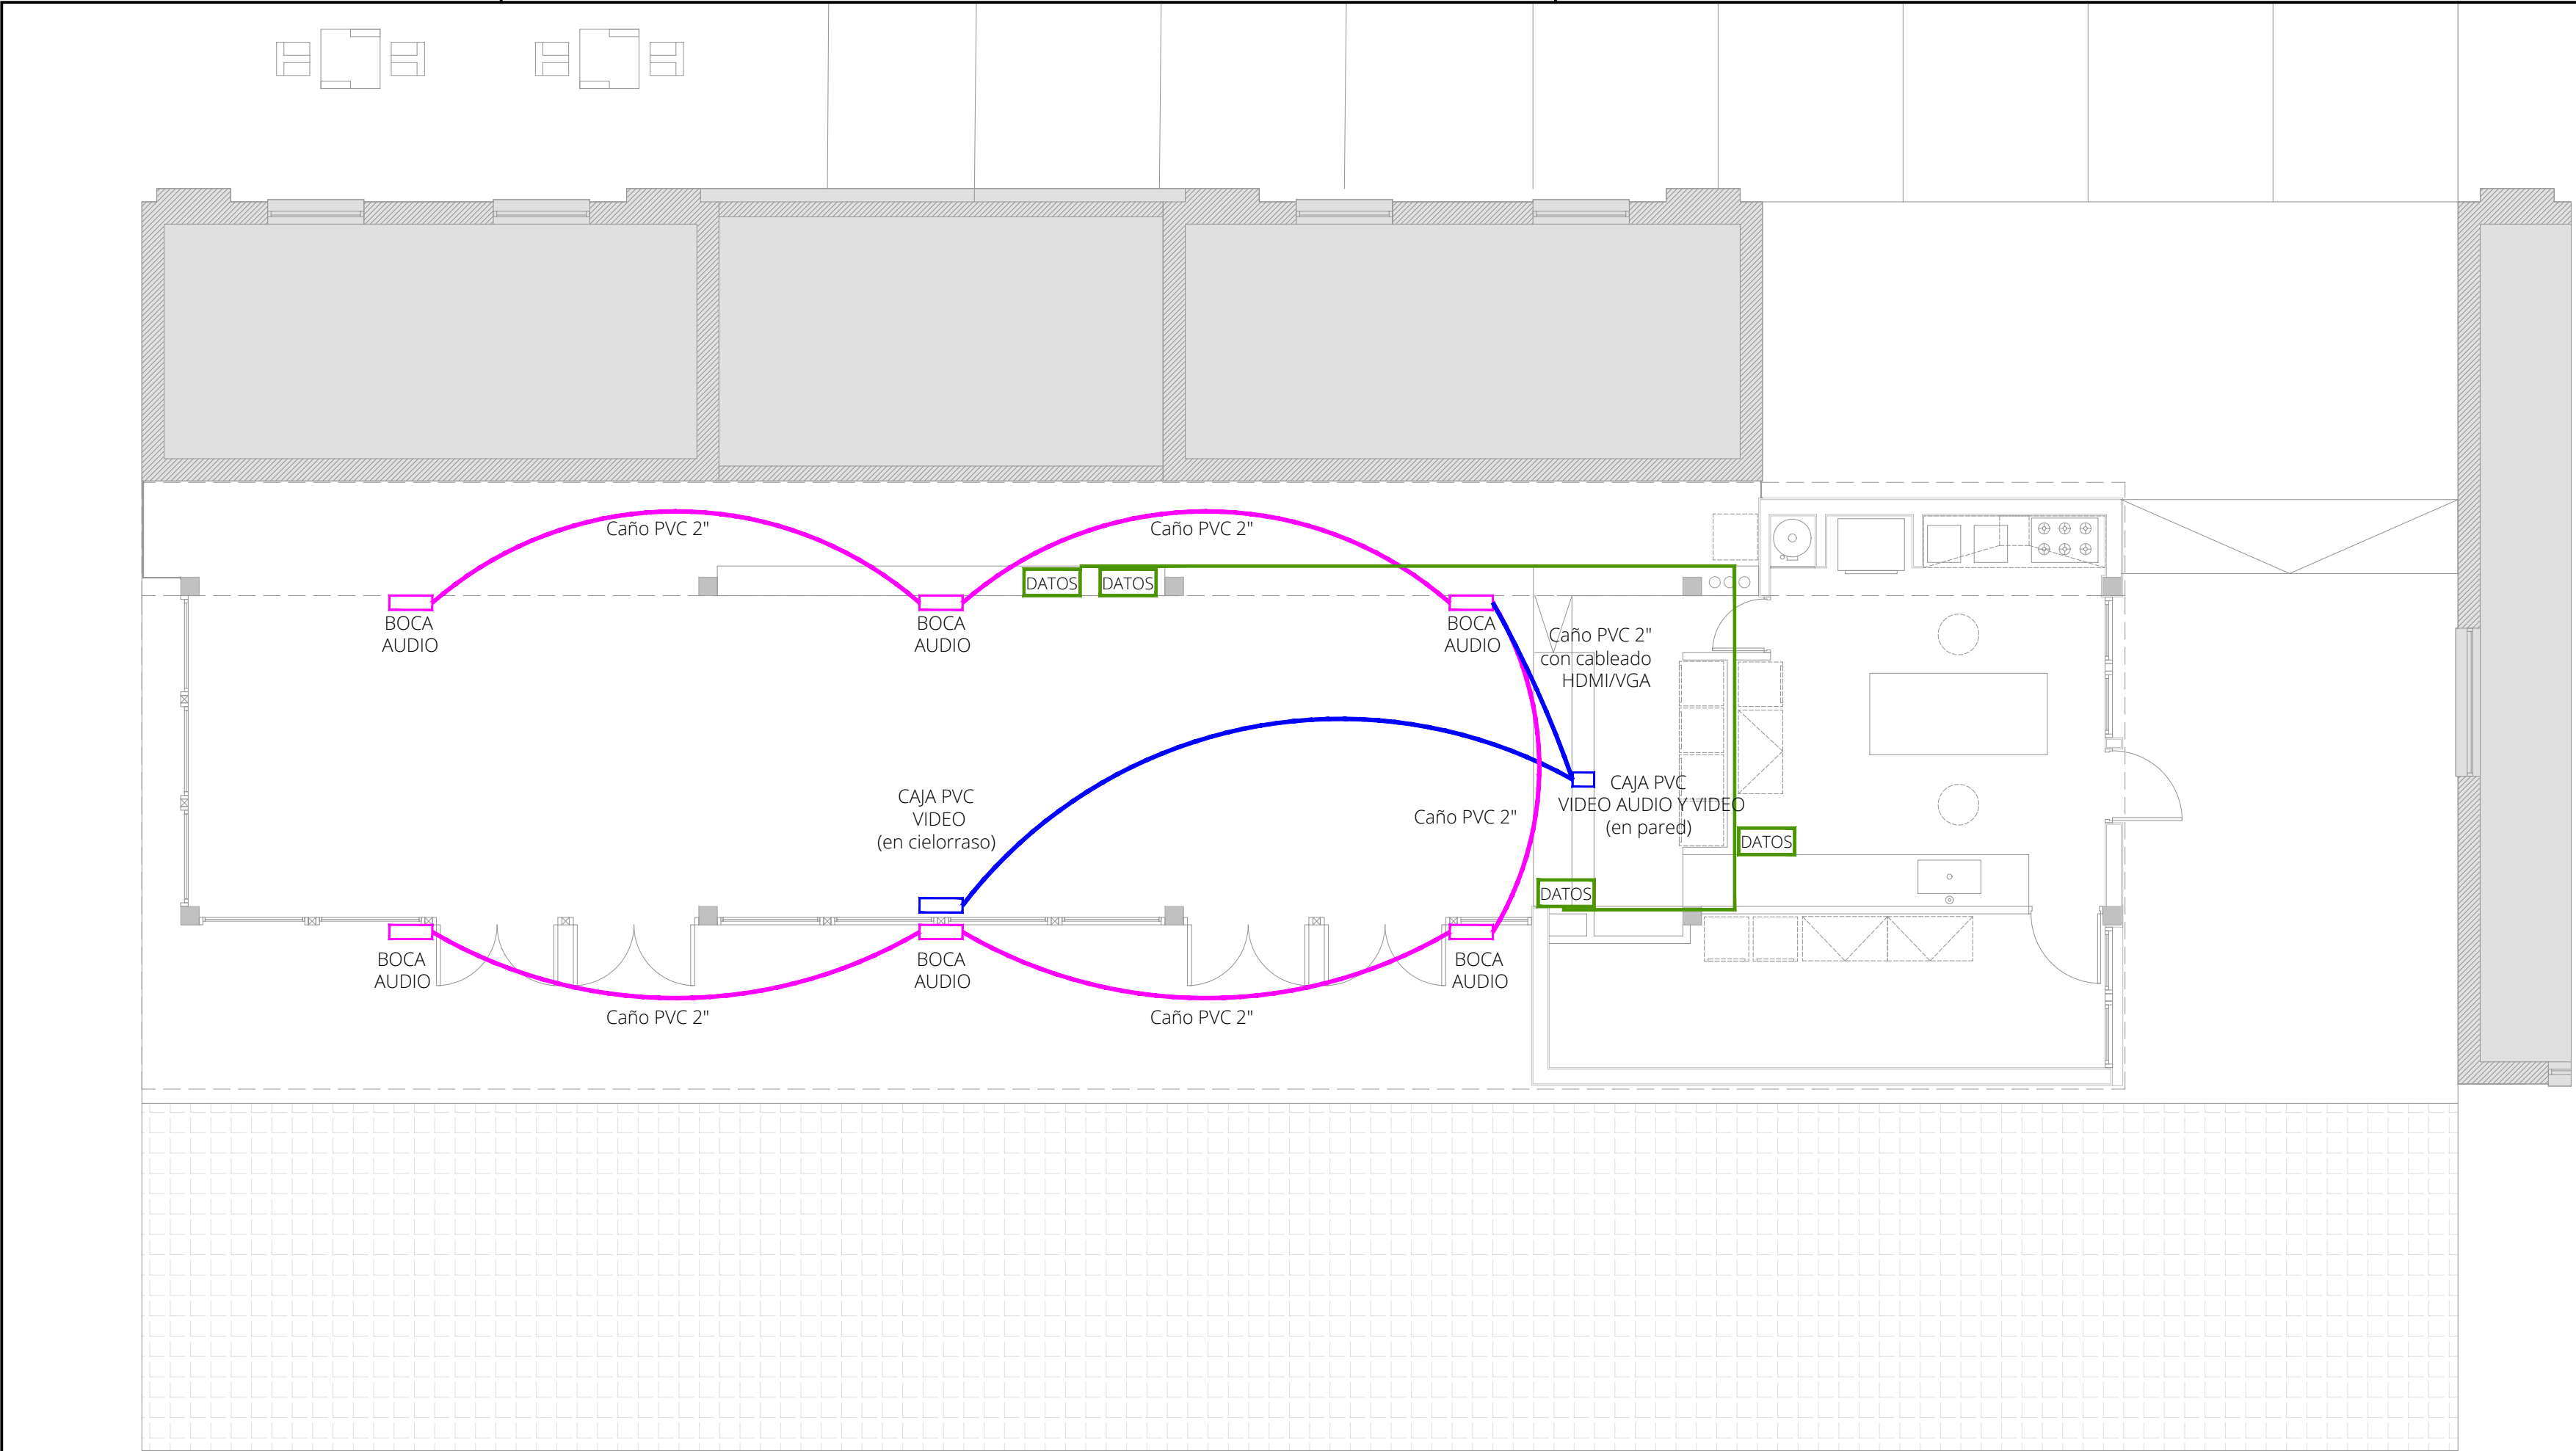 Caño PVC 2"
Caño PVC 2"
DATOS
DATOS
BOCA
AUDIO
BOCA
AUDIO
BOCA
AUDIO
Caño PVC 2"
con cableado
HDMI/VGA
CAJA PVC
VIDEO
(en cielorraso)
Caño PVC 2"
CAJA PVC
VIDEO AUDIO Y VIDEO
(en pared)
DATOS
DATOS
BOCA
AUDIO
BOCA
AUDIO
BOCA
AUDIO
Caño PVC 2"
Caño PVC 2"